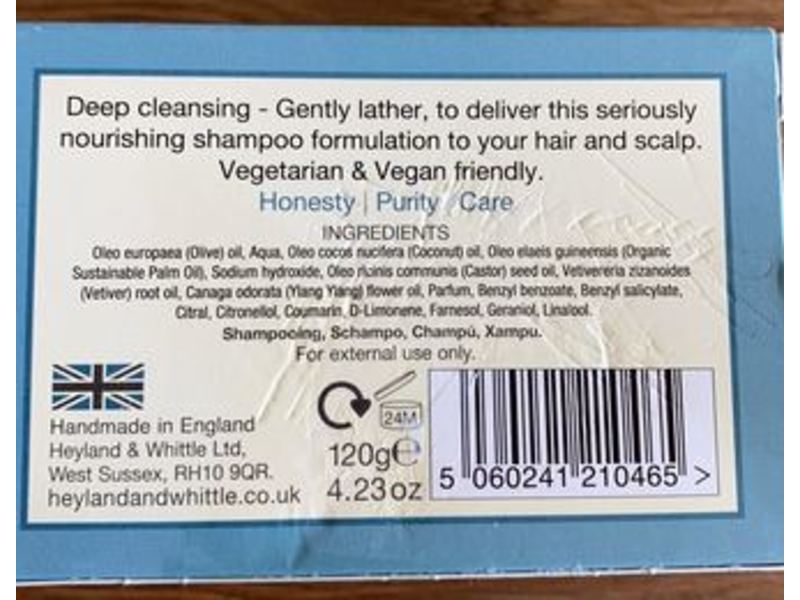 Deep cleansing - Gently lather, to deliver this seriously
nourishing shampoo formulation to your hair and scalp.
Vegetarian & Vegan friendly.
Honesty | Purity | Care
INGREDIENTS
Oleo europaea (Olive) oil, Aqua, Oleo cocos nucifera (Coconut) oil, Oleo elaeis guineensis (Organic
Sustainable Palm Oil), Sodium hydroxide, Oleo ricinis communis (Castor) seed oil, Vetivereria zizanoides
(Vetiver) root oil, Canaga odorata (Ylang Ylang) flower oil, Parfum, Benzyl benzoate, Benzyl salicylate,
Citral, Citronellol, Coumarin, D-Limonene, Farnesol, Geraniol, Linalool.
Shampooing, Schampo, Champú, Xampu.
For external use only.
Handmade in England
Heyland & Whittle Ltd,
West Sussex, RH10 9QR.
heylandandwhittle.co.uk
24M
120g℮
4.23oz
5 060241 210465 >